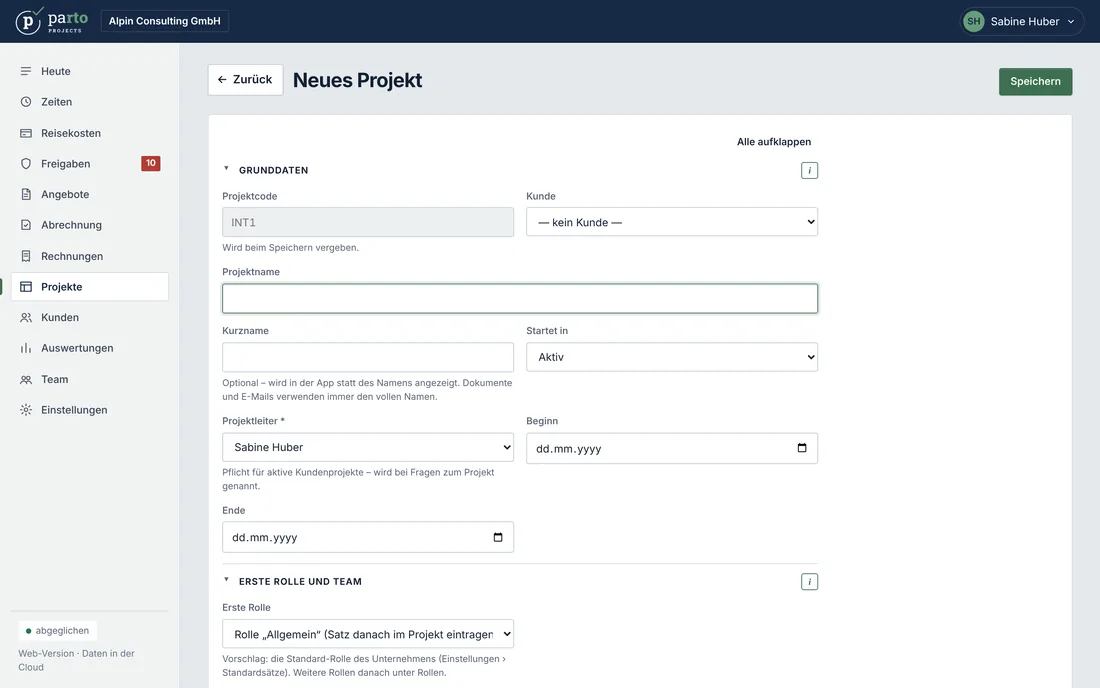 parto
PROJECTS
Alpin Consulting GmbH
SH
Sabine Huber
Heute
Zeiten
Reisekosten
Freigaben
10
Angebote
Abrechnung
Rechnungen
Projekte
Kunden
Auswertungen
Team
Einstellungen
abgeglichen
Web-Version · Daten in der
Cloud
← Zurück
Neues Projekt
Speichern
Alle aufklappen
GRUNDDATEN
i
Projektcode
INT1
Wird beim Speichern vergeben.
Kunde
— kein Kunde —
Projektname
Kurzname
Optional – wird in der App statt des Namens angezeigt. Dokumente
und E-Mails verwenden immer den vollen Namen.
Startet in
Aktiv
Projektleiter *
Sabine Huber
Pflicht für aktive Kundenprojekte – wird bei Fragen zum Projekt
genannt.
Beginn
dd.mm.yyyy
Ende
dd.mm.yyyy
ERSTE ROLLE UND TEAM
i
Erste Rolle
Rolle „Allgemein“ (Satz danach im Projekt eintragen
Vorschlag: die Standard-Rolle des Unternehmens (Einstellungen ›
Standardsätze). Weitere Rollen danach unter Rollen.